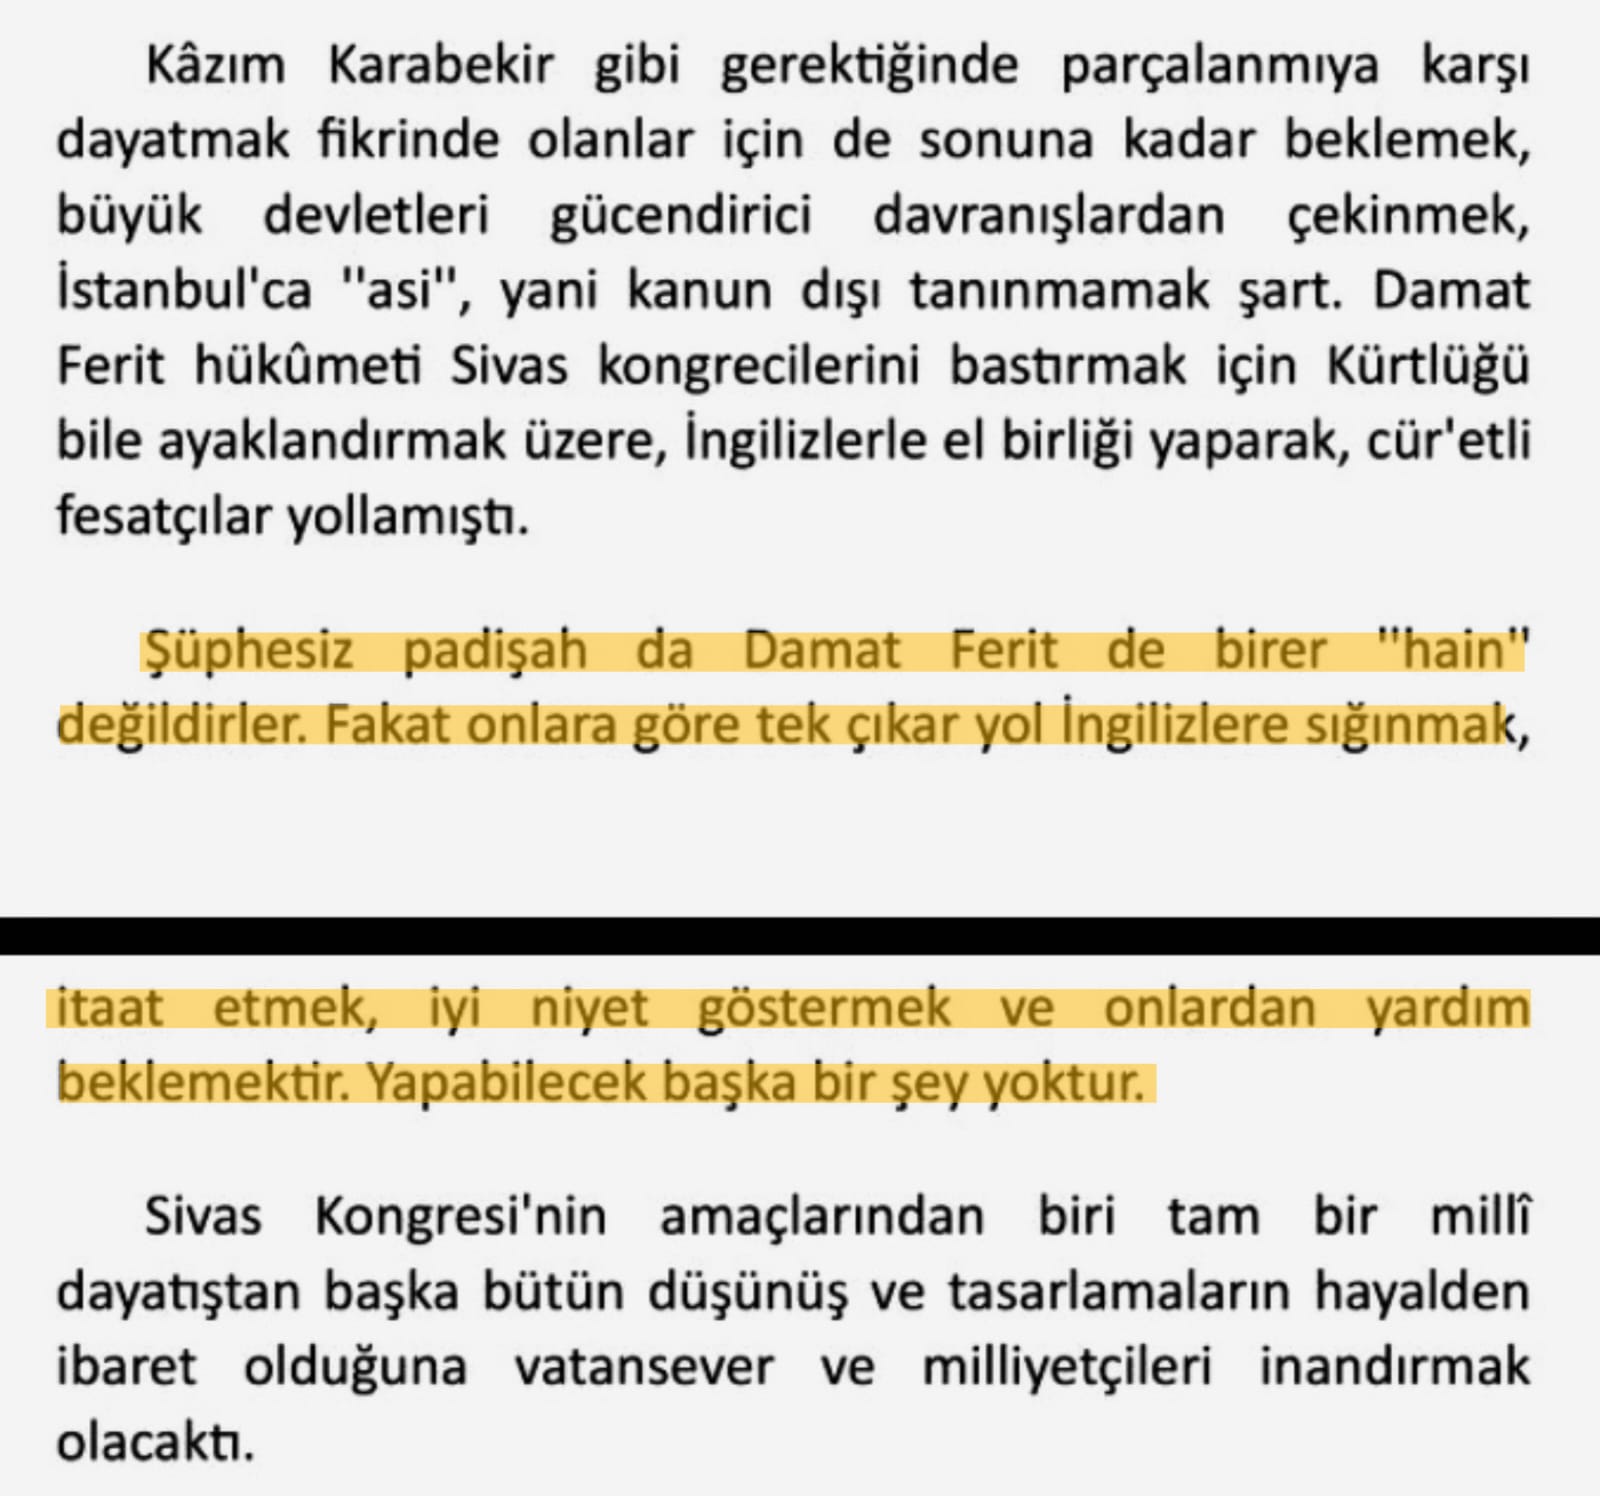 Kâzım Karabekir gibi gerektiğinde parçalanmıya karşı
dayatmak fikrinde olanlar için de sonuna kadar beklemek,
büyük devletleri gücendirici davranışlardan çekinmek,
İstanbul'ca "asi", yani kanun dışı tanınmamak şart. Damat
Ferit hükûmeti Sivas kongrecilerini bastırmak için Kürtlüğü
bile ayaklandırmak üzere, İngilizlerle el birliği yaparak, cür'etli
fesatçılar yollamıştı.
Şüphesiz padişah da Damat Ferit de birer "hain"
değildirler. Fakat onlara göre tek çıkar yol İngilizlere sığınmak,
itaat etmek, iyi niyet göstermek ve onlardan yardım
beklemektir. Yapabilecek başka bir şey yoktur.
Sivas Kongresi'nin amaçlarından biri tam bir millî
dayatıştan başka bütün düşünüş ve tasarlamaların hayalden
ibaret olduğuna vatansever ve milliyetçileri inandırmak
olacaktı.